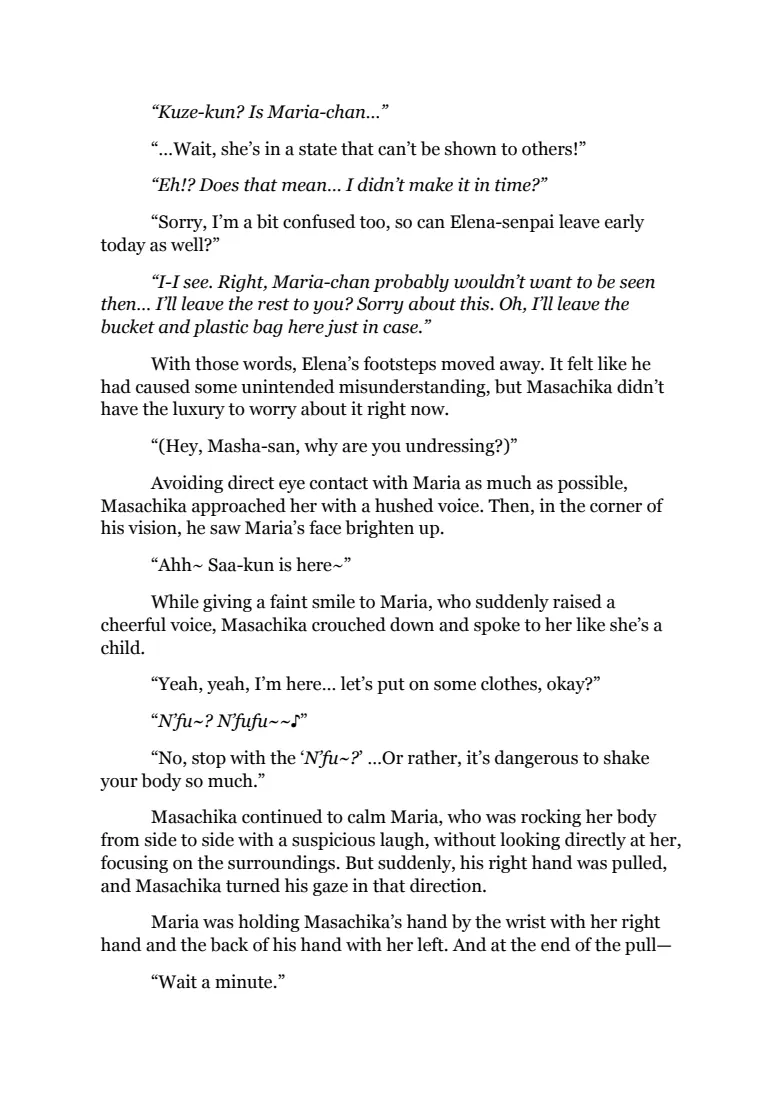 “Kuze-kun? Is Maria-chan...”
“...Wait, she’s in a state that can’t be shown to others!”
“Eh!? Does that mean... I didn’t make it in time?”
“Sorry, I’m a bit confused too, so can Elena-senpai leave early
today as well?”
“I-I see. Right, Maria-chan probably wouldn’t want to be seen
then... I’ll leave the rest to you? Sorry about this. Oh, I’ll leave the
bucket and plastic bag here just in case.”
With those words, Elena’s footsteps moved away. It felt like he
had caused some unintended misunderstanding, but Masachika didn’t
have the luxury to worry about it right now.
“(Hey, Masha-san, why are you undressing?)”
Avoiding direct eye contact with Maria as much as possible,
Masachika approached her with a hushed voice. Then, in the corner of
his vision, he saw Maria’s face brighten up.
“Ahh~ Saa-kun is here~”
While giving a faint smile to Maria, who suddenly raised a
cheerful voice, Masachika crouched down and spoke to her like she’s a
child.
“Yeah, yeah, I’m here... let’s put on some clothes, okay?”
“N’fu~? N’fufu~~♪”
“No, stop with the ‘N’fu~?’ ...Or rather, it’s dangerous to shake
your body so much.”
Masachika continued to calm Maria, who was rocking her body
from side to side with a suspicious laugh, without looking directly at her,
focusing on the surroundings. But suddenly, his right hand was pulled,
and Masachika turned his gaze in that direction.
Maria was holding Masachika’s hand by the wrist with her right
hand and the back of his hand with her left. And at the end of the pull—
“Wait a minute.”